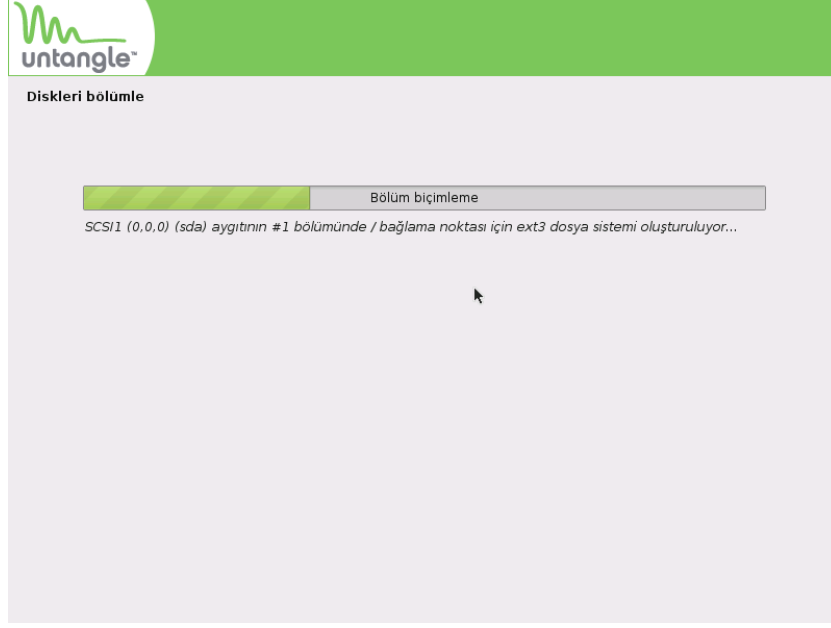 untangle™
Diskleri bölümle
Bölüm biçimleme
SCSI1 (0,0,0) (sda) aygıtının #1 bölümünde / bağlama noktası için ext3 dosya sistemi oluşturuluyor...